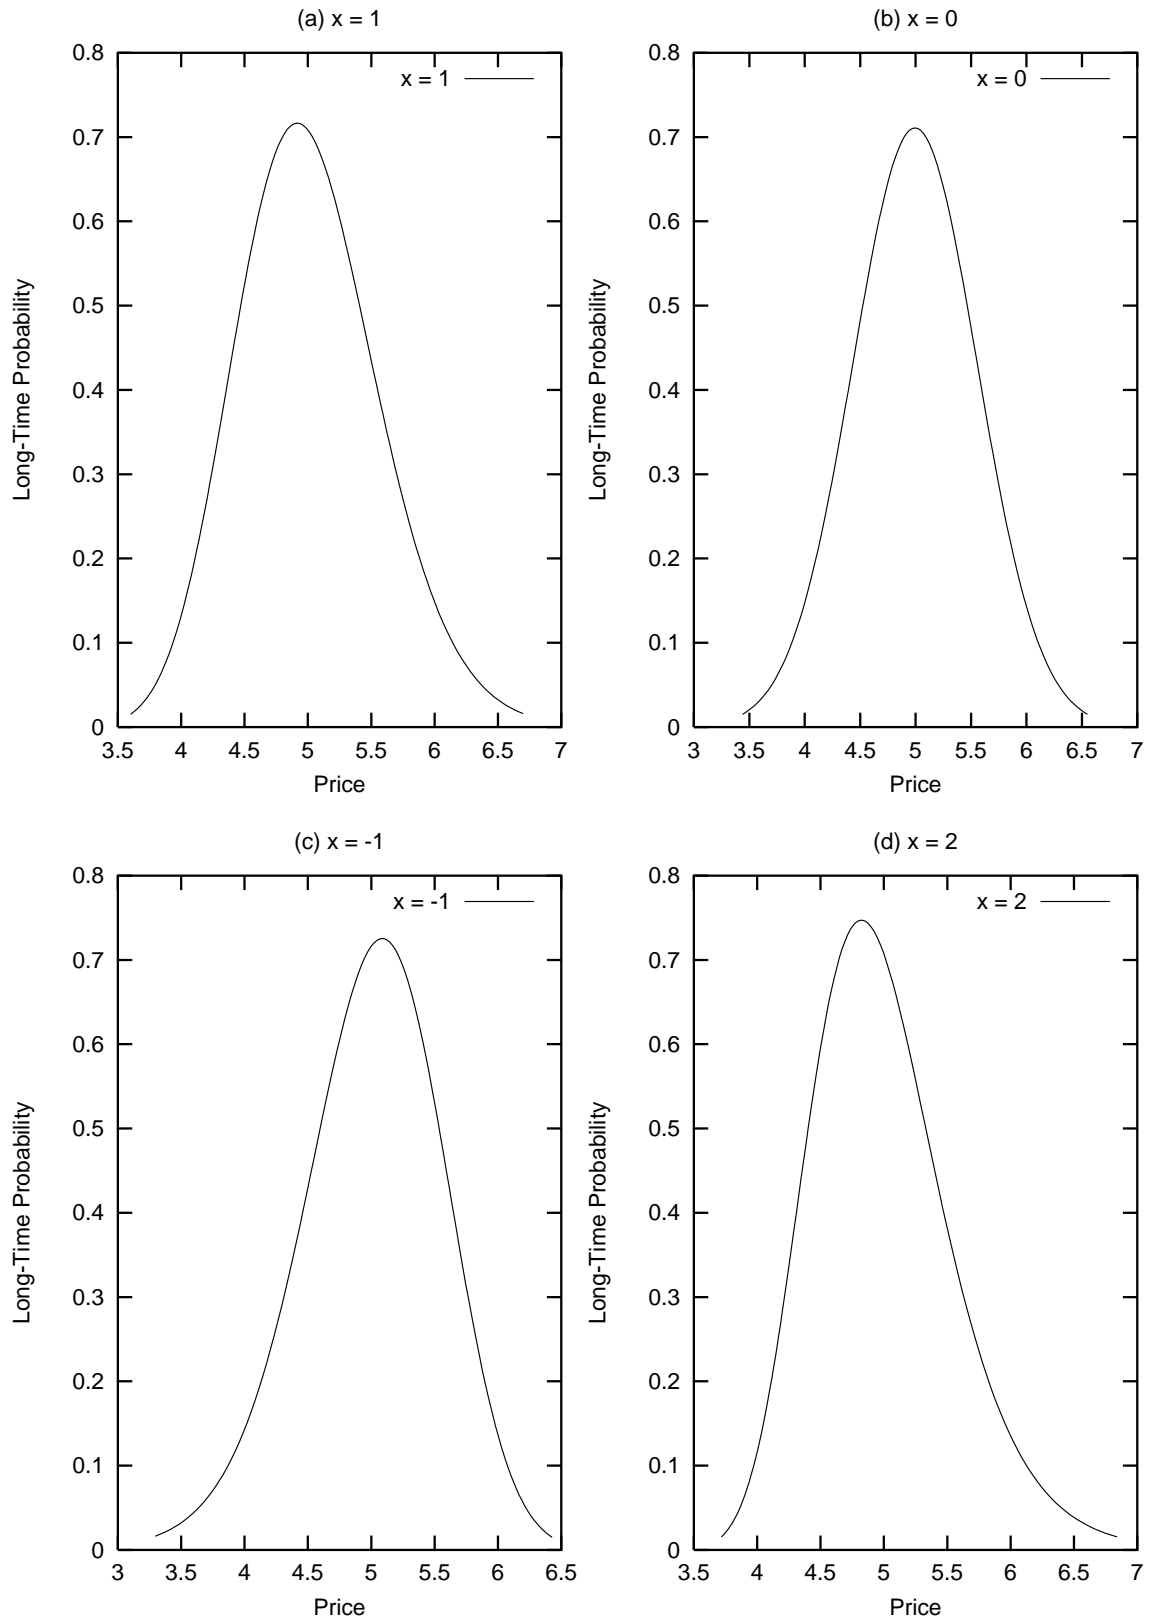 (a) x = 1
x = 1
0.8
0.7
0.6
0.5
0.4
0.3
0.2
0.1
0
Long-Time Probability
3.5 4 4.5 5 5.5 6 6.5 7
Price
(b) x = 0
x = 0
0.8
0.7
0.6
0.5
0.4
0.3
0.2
0.1
0
Long-Time Probability
3 3.5 4 4.5 5 5.5 6 6.5 7
Price
(c) x = -1
x = -1
0.8
0.7
0.6
0.5
0.4
0.3
0.2
0.1
0
Long-Time Probability
3 3.5 4 4.5 5 5.5 6 6.5
Price
(d) x = 2
x = 2
0.8
0.7
0.6
0.5
0.4
0.3
0.2
0.1
0
Long-Time Probability
3.5 4 4.5 5 5.5 6 6.5 7
Price